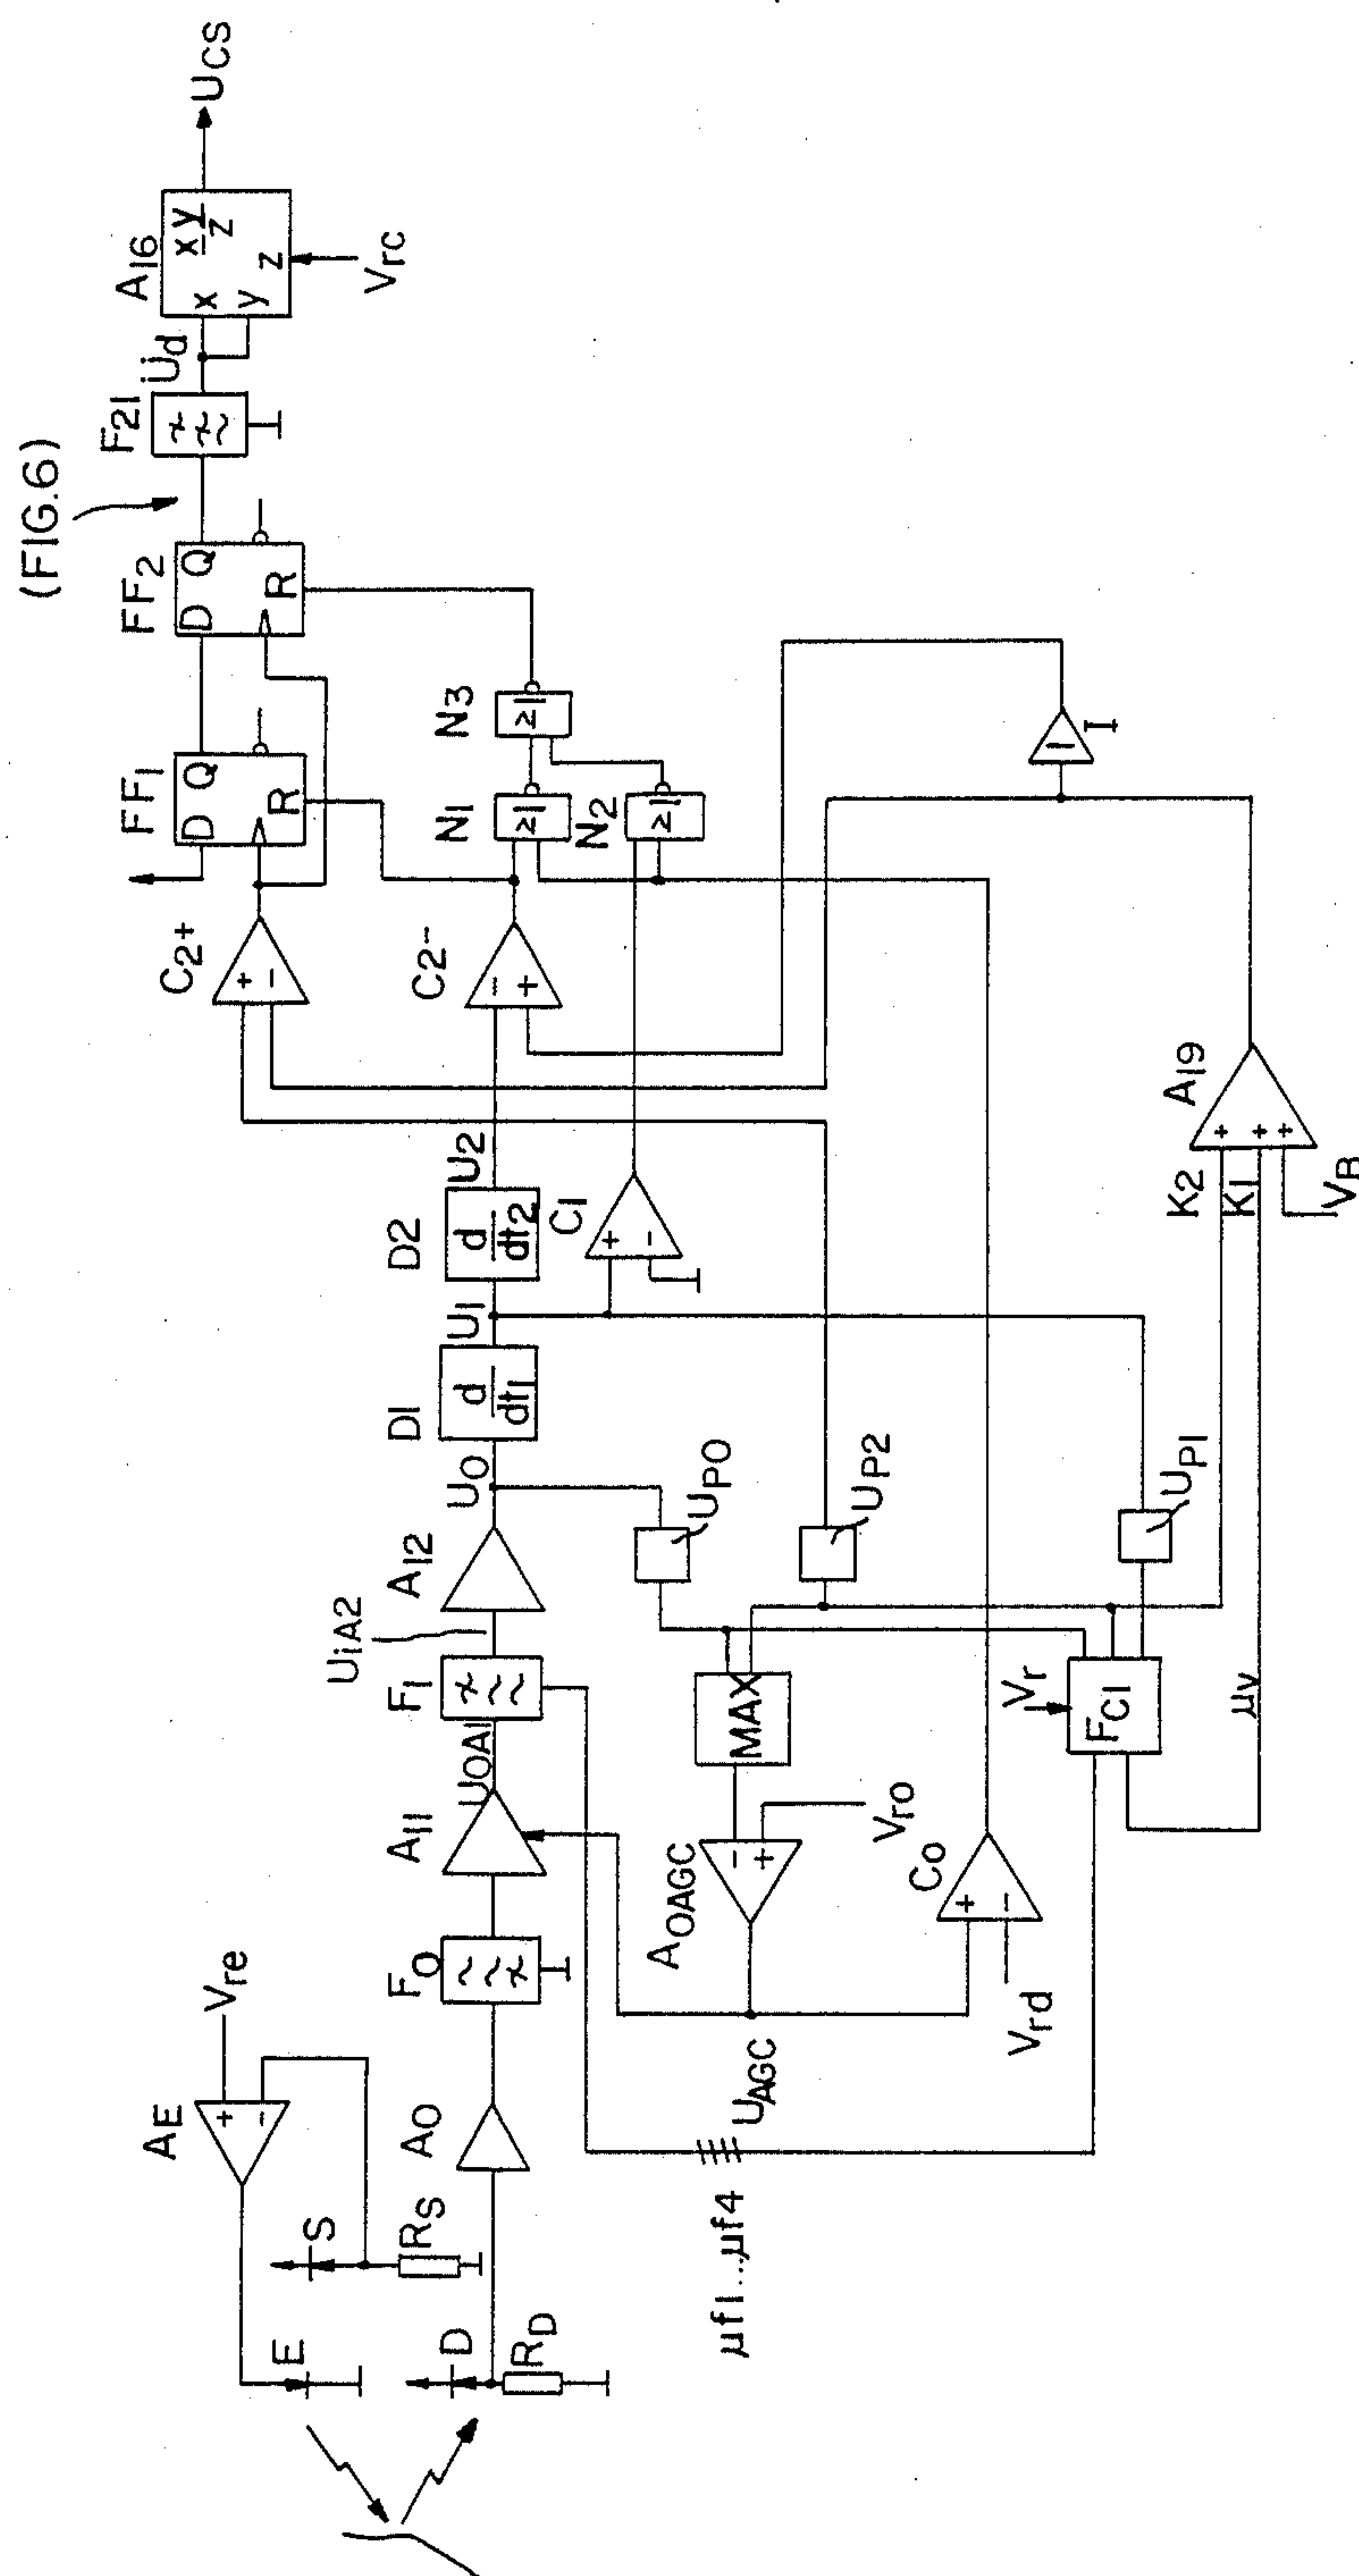 (FIG.6)
UCS
A16
x y
z
x
y
z
Vrc
F21
U̇d
FF2
D Q
R
FF1
D Q
R
N3
≥1
N1
≥1
N2
≥1
I
C2+
+
−
C2−
−
+
A19
+
+
+
K2
K1
VR
U2
D2
d
dt2
C1
+
−
U1
D1
d
dt1
U0
UP0
UP2
UP1
A12
UiA2
F1
MAX
Vr
FC1
μv
UOA1
A11
Vro
AOAGC
−
+
C0
+
−
Vrd
F0
UAGC
Vre
AE
+
−
A0
S
RS
E
D
RD
μf1...μf4